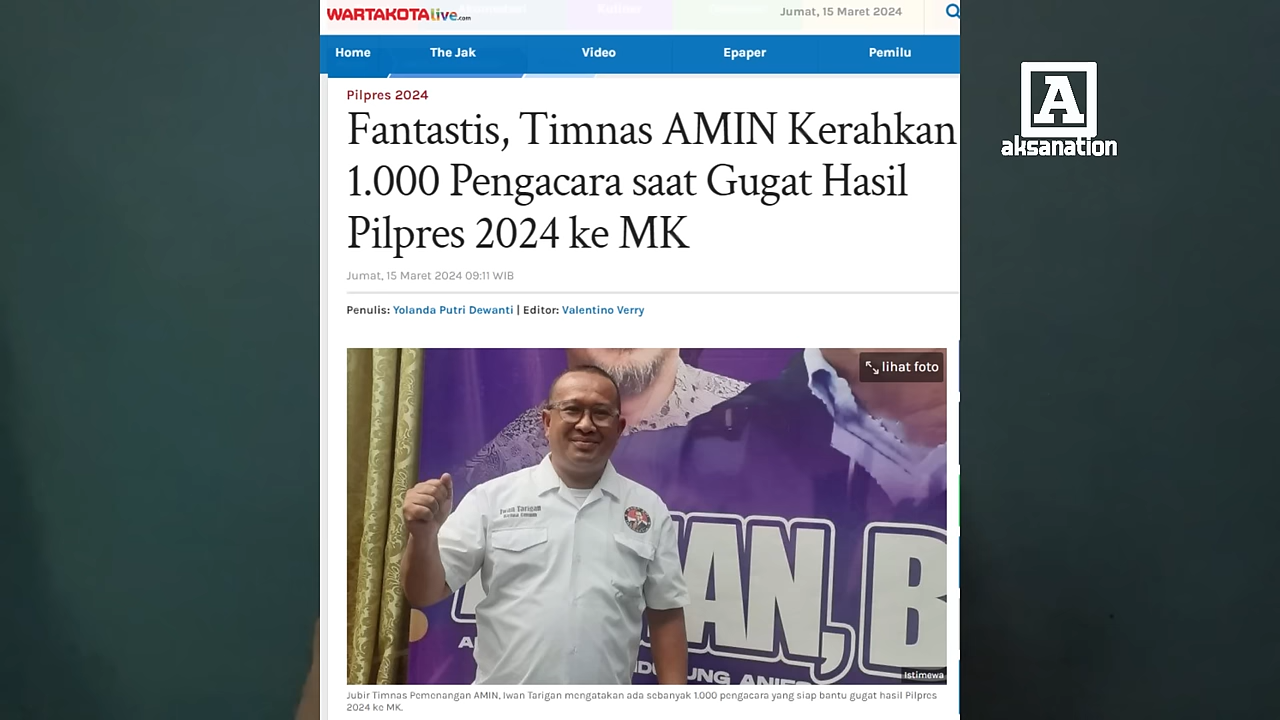 WARTAKOTAlive.com
Jumat, 15 Maret 2024
Home The Jak Video Epaper Pemilu
A
aksanation
Pilpres 2024
Fantastis, Timnas AMIN Kerahkan
1.000 Pengacara saat Gugat Hasil
Pilpres 2024 ke MK
Jumat, 15 Maret 2024 09:11 WIB
Penulis: Yolanda Putri Dewanti | Editor: Valentino Verry
lihat foto
Iwan Tarigan
AN, B
ANIES
Istimewa
Jubir Timnas Pemenangan AMIN, Iwan Tarigan mengatakan ada sebanyak 1.000 pengacara yang siap bantu gugat hasil Pilpres
2024 ke MK.